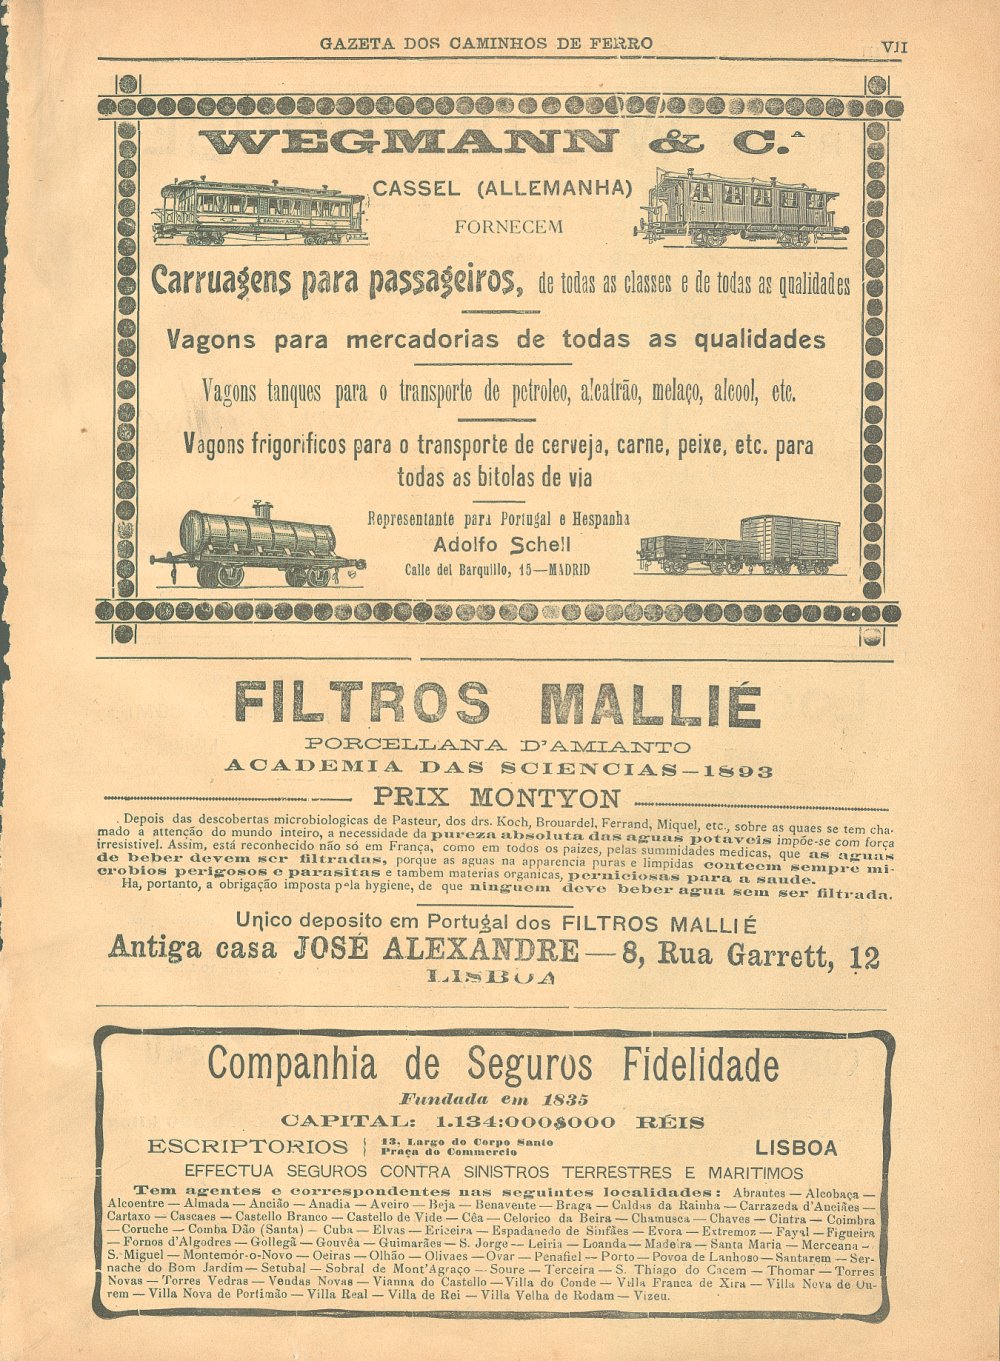 GAZETA DOS CAMINHOS DE FERRO VII
WEGMANN & C.A
CASSEL (ALLEMANHA)
FORNECEM
Carruagens para passageiros, de todas as classes e de todas as qualidades
Vagons para mercadorias de todas as qualidades
Vagons tanques para o transporte de petroleo, alcatrão, melaço, alcool, etc.
Vagons frigorificos para o transporte de cerveja, carne, peixe, etc. para
todas as bitolas de via
Representante para Portugal e Hespanha
Adolfo Schell
Calle del Barquillo, 15—MADRID
FILTROS MALLIÉ
PORCELLANA D'AMIANTO
ACADEMIA DAS SCIENCIAS—1893
PRIX MONTYON
Depois das descobertas microbiologicas de Pasteur, dos drs. Koch, Brouardel, Ferrand, Miquel, etc., sobre as quaes se tem cha-
mado a attenção do mundo inteiro, a necessidade da pureza absoluta das aguas potaveis impõe-se com força
irresistivel. Assim, está reconhecido não só em França, como em todos os paizes, pelas summidades medicas, que as aguas
de beber devem ser filtradas, porque as aguas na apparencia puras e limpidas conteem sempre mi-
crobios perigosos e parasitas e tambem materias organicas, perniciosas para a saude.
Ha, portanto, a obrigação imposta pela hygiene, de que ninguem deve beber agua sem ser filtrada.
Unico deposito em Portugal dos FILTROS MALLIÉ
Antiga casa JOSÉ ALEXANDRE—8, Rua Garrett, 12
LISBOA
Companhia de Seguros Fidelidade
Fundada em 1835
CAPITAL: 1.134:000$000 RÉIS
ESCRIPTORIOS { 13, Largo do Corpo Santo
Praça do Commercio
LISBOA
EFFECTUA SEGUROS CONTRA SINISTROS TERRESTRES E MARITIMOS
Tem agentes e correspondentes nas seguintes localidades: Abrantes—Alcobaça—
Alcoentre—Almada—Ancião—Anadia—Aveiro—Beja—Benavente—Braga—Caldas da Rainha—Carrazeda d'Anciães—
Cartaxo—Cascaes—Castello Branco—Castello de Vide—Cêa—Celorico da Beira—Chamusca—Chaves—Cintra—Coimbra
—Coruche—Comba Dão (Santa)—Cuba—Elvas—Ericeira—Espadanedo de Sinfães—Evora—Extremoz—Fayal—Figueira
—Fornos d'Algodres—Gollegã—Gouvêa—Guimarães—S. Jorge—Leiria—Loanda—Madeira—Santa Maria—Merceana—
S. Miguel—Montemór-o-Novo—Oeiras—Olhão—Olivaes—Ovar—Penafiel—Porto—Povoa de Lanhoso—Santarem—Ser-
nache do Bom Jardim—Setubal—Sobral de Mont'Agraço—Soure—Terceira—S. Thiago do Cacem—Thomar—Torres
Novas—Torres Vedras—Vendas Novas—Vianna do Castello—Villa do Conde—Villa Franca de Xira—Villa Nova de Ou-
rem—Villa Nova de Portimão—Villa Real—Villa de Rei—Villa Velha de Rodam—Vizeu.